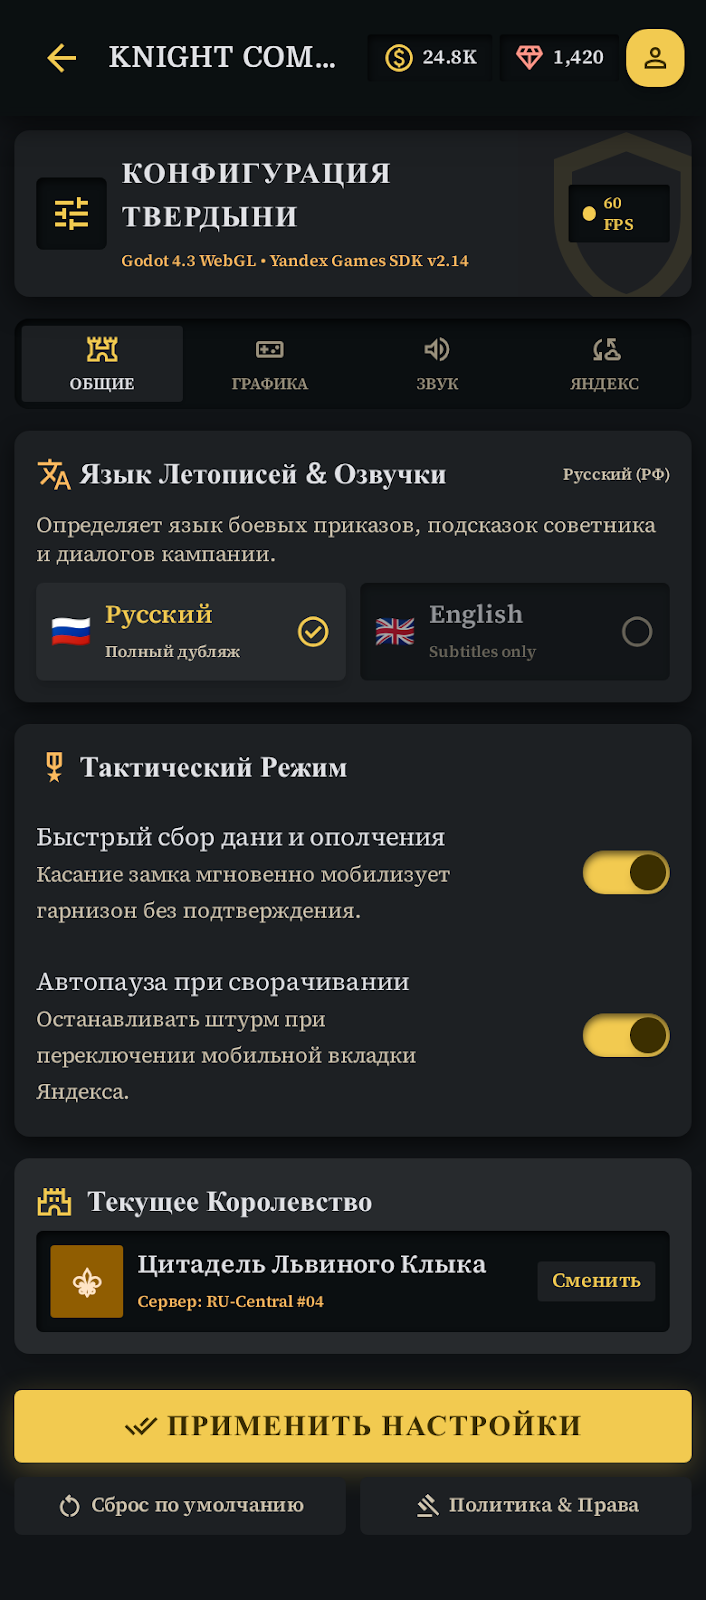 KNIGHT COM...
24.8K
1,420
КОНФИГУРАЦИЯ
ТВЕРДЫНИ
Godot 4.3 WebGL • Yandex Games SDK v2.14
60
FPS
ОБЩИЕ
ГРАФИКА
ЗВУК
ЯНДЕКС
Язык Летописей & Озвучки
Русский (РФ)
Определяет язык боевых приказов, подсказок советника
и диалогов кампании.
Русский
Полный дубляж
English
Subtitles only
Тактический Режим
Быстрый сбор дани и ополчения
Касание замка мгновенно мобилизует
гарнизон без подтверждения.
Автопауза при сворачивании
Останавливать штурм при
переключении мобильной вкладки
Яндекса.
Текущее Королевство
Цитадель Львиного Клыка
Сервер: RU-Central #04
Сменить
ПРИМЕНИТЬ НАСТРОЙКИ
Сброс по умолчанию
Политика & Права